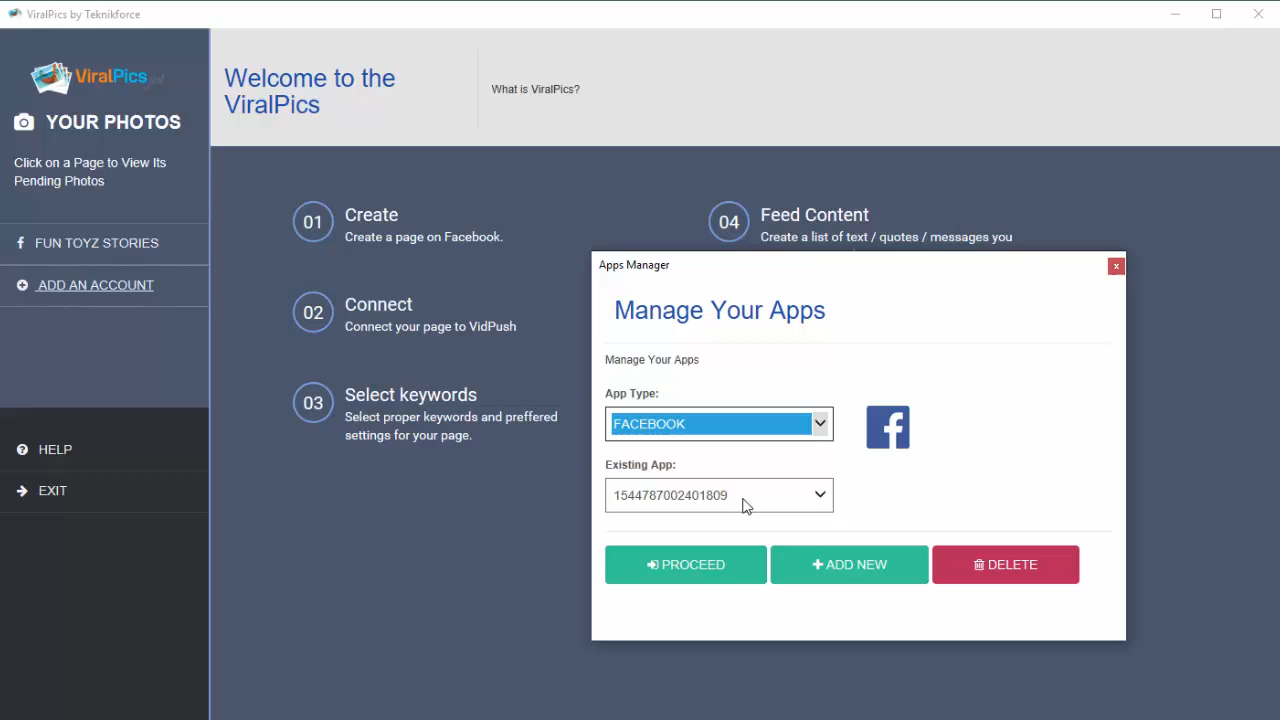 ViralPics by Teknikforce
ViralPics
YOUR PHOTOS
Click on a Page to View Its
Pending Photos
FUN TOYZ STORIES
ADD AN ACCOUNT
HELP
EXIT
Welcome to the
ViralPics
What is ViralPics?
01
Create
Create a page on Facebook.
02
Connect
Connect your page to VidPush
03
Select keywords
Select proper keywords and preffered
settings for your page.
04
Feed Content
Create a list of text / quotes / messages you
Apps Manager
x
Manage Your Apps
Manage Your Apps
App Type:
FACEBOOK
Existing App:
1544787002401809
PROCEED
ADD NEW
DELETE